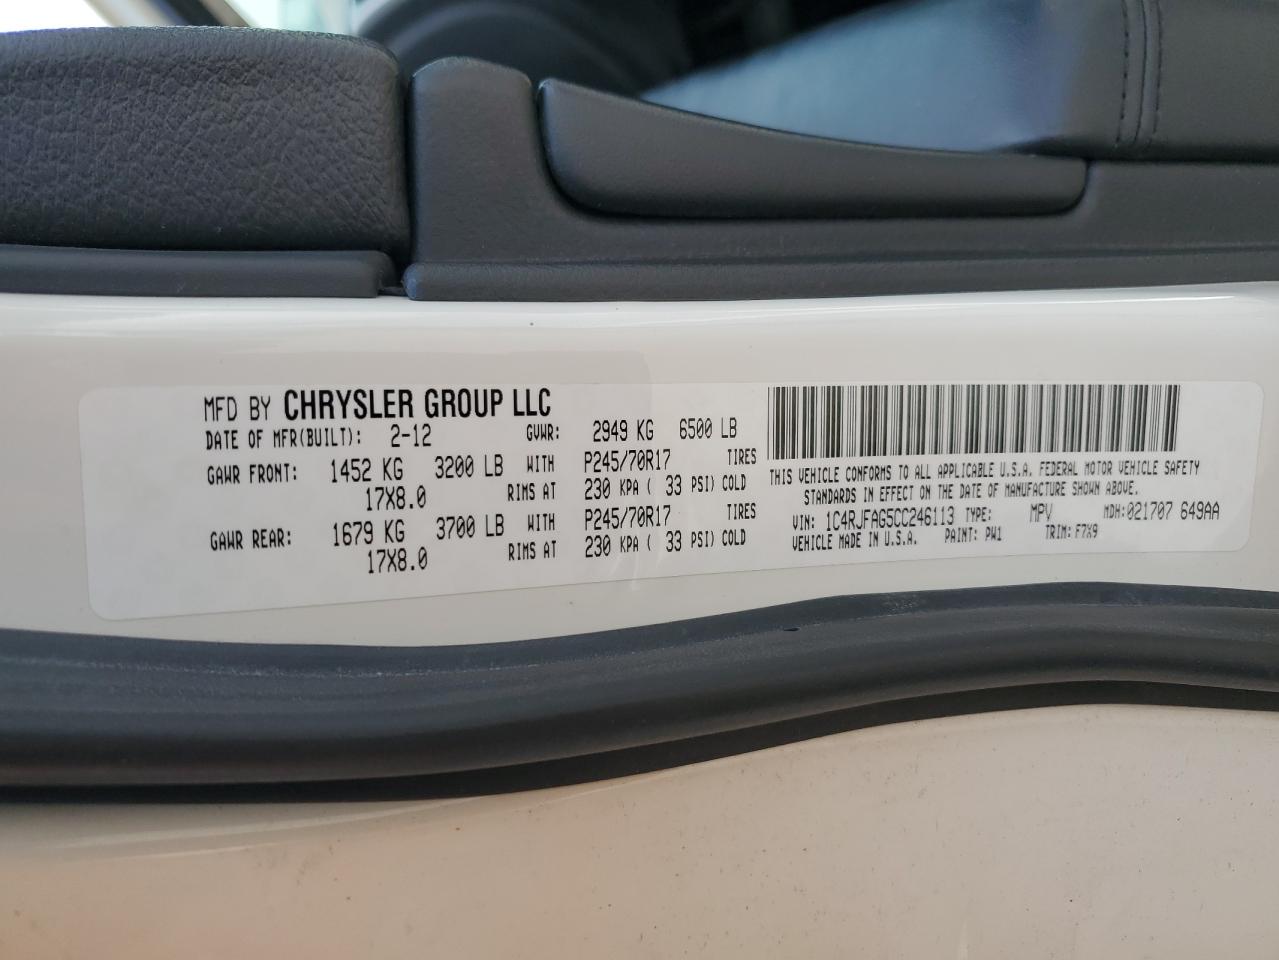 MFD BY CHRYSLER GROUP LLC
DATE OF MFR(BUILT): 2-12 GVWR: 2949 KG 6500 LB
GAWR FRONT: 1452 KG 3200 LB WITH P245/70R17 TIRES
17X8.0 RIMS AT 230 KPA ( 33 PSI) COLD
GAWR REAR: 1679 KG 3700 LB WITH P245/70R17 TIRES
17X8.0 RIMS AT 230 KPA ( 33 PSI) COLD
THIS VEHICLE CONFORMS TO ALL APPLICABLE U.S.A. FEDERAL MOTOR VEHICLE SAFETY
STANDARDS IN EFFECT ON THE DATE OF MANUFACTURE SHOWN ABOVE.
VIN: 1C4RJFAG5CC246113 TYPE: MPV MDH:021707 649AA
VEHICLE MADE IN U.S.A. PAINT: PW1 TRIM: F7X9